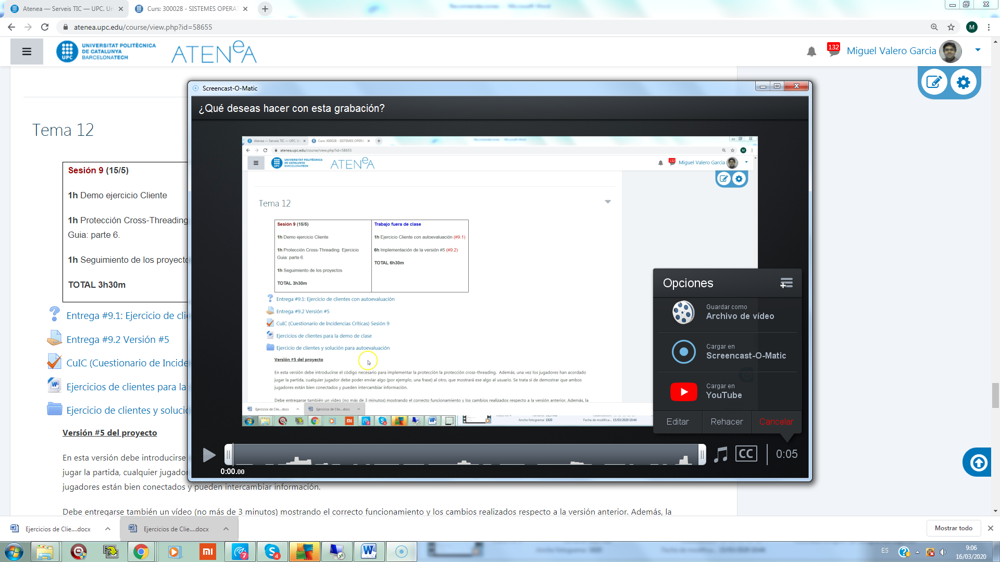 Atenea — Serveis TIC — UPC. Un
Curs: 300028 - SISTEMES OPERAT
Recomendaciones - Microsoft Word
atenea.upc.edu/course/view.php?id=58655
UPC
UNIVERSITAT POLITÈCNICA
DE CATALUNYA
BARCELONATECH
ATENeA
132
Miguel Valero Garcia
M
Tema 12
Sesión 9 (15/5)
1h Demo ejercicio Cliente
1h Protección Cross-Threading
Guia: parte 6.
1h Seguimiento de los proyecto
TOTAL 3h30m
Entrega #9.1: Ejercicio de clie
Entrega #9.2 Versión #5
CuIC (Cuestionario de Incide
Ejercicios de clientes para la
Ejercicio de clientes y solució
Versión #5 del proyecto
En esta versión debe introducirse
jugar la partida, cualquier jugador
jugadores están bien conectados y pueden intercambiar información.
Debe entregarse también un vídeo (no más de 3 minutos) mostrando el correcto funcionamiento y los cambios realizados respecto a la versión anterior. Además, la
Screencast-O-Matic
¿Qué deseas hacer con esta grabación?
Atenea — Serveis TIC — UPC. Un
Curs: 300028 - SISTEMES OPERA
Recomendaciones - Microsoft Word
atenea.upc.edu/course/view.php?id=58655
UPC
UNIVERSITAT POLITÈCNICA
DE CATALUNYA
BARCELONATECH
ATENeA
132
Miguel Valero Garcia
M
Tema 12
Sesión 9 (15/5)
1h Demo ejercicio Cliente
1h Protección Cross-Threading. Ejercicio
Guia: parte 6.
1h Seguimiento de los proyectos
TOTAL 3h30m
Trabajo fuera de clase
1h Ejercicio Cliente con autoevaluación (#9.1)
6h Implementación de la versión #5 (#9.2)
TOTAL 6h30m
Entrega #9.1: Ejercicio de clientes con autoevaluación
Entrega #9.2 Versión #5
CuIC (Cuestionario de Incidencias Críticas) Sesión 9
Ejercicios de clientes para la demo de clase
Ejercicio de clientes y solución para autoevaluación
Versión #5 del proyecto
En esta versión debe introducirse el código necesario para implementar la protección la protección cross-threading. Además, una vez los jugadores han acordado
jugar la partida, cualquier jugador debe poder enviar algo (por ejemplo, una frase) al otro, que mostrará ese algo al usuario. Se trata sí de demostrar que ambos
jugadores están bien conectados y pueden intercambiar información.
Debe entregarse también un vídeo (no más de 3 minutos) mostrando el correcto funcionamiento y los cambios realizados respecto a la versión anterior. Además, la
Ejercicios de Clie....docx
Ejercicios de Clie....docx
Ancho fotograma: 1920
Fecha de modifica... 15/03/2020 10:44
Opciones
Guardar como
Archivo de vídeo
Cargar en
Screencast-O-Matic
Cargar en
YouTube
Editar
Rehacer
Cancelar
CC
0:05
0:00.00
Ejercicios de Clie....docx
Ejercicios de Clie....docx
Mostrar todo
mi
7
4
ES
9:06
16/03/2020